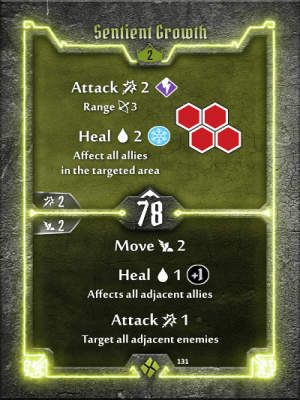 Sentient Growth
2
Attack 2
Range 3
Heal 2
Affect all allies
in the targeted area
2
78
2
Move 2
Heal 1 +1
Affects all adjacent allies
Attack 1
Target all adjacent enemies
131